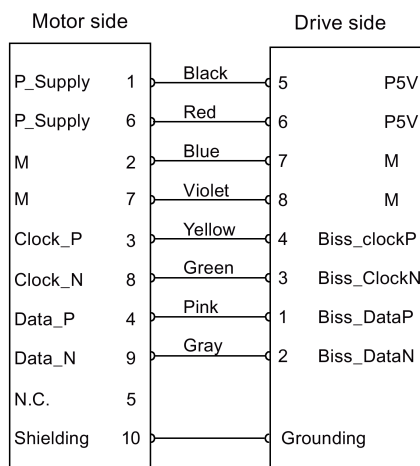 Motor side Drive side
P_Supply 1 Black 5 P5V
P_Supply 6 Red 6 P5V
M 2 Blue 7 M
M 7 Violet 8 M
Clock_P 3 Yellow 4 Biss_clockP
Clock_N 8 Green 3 Biss_ClockN
Data_P 4 Pink 1 Biss_DataP
Data_N 9 Gray 2 Biss_DataN
N.C. 5
Shielding 10 Grounding